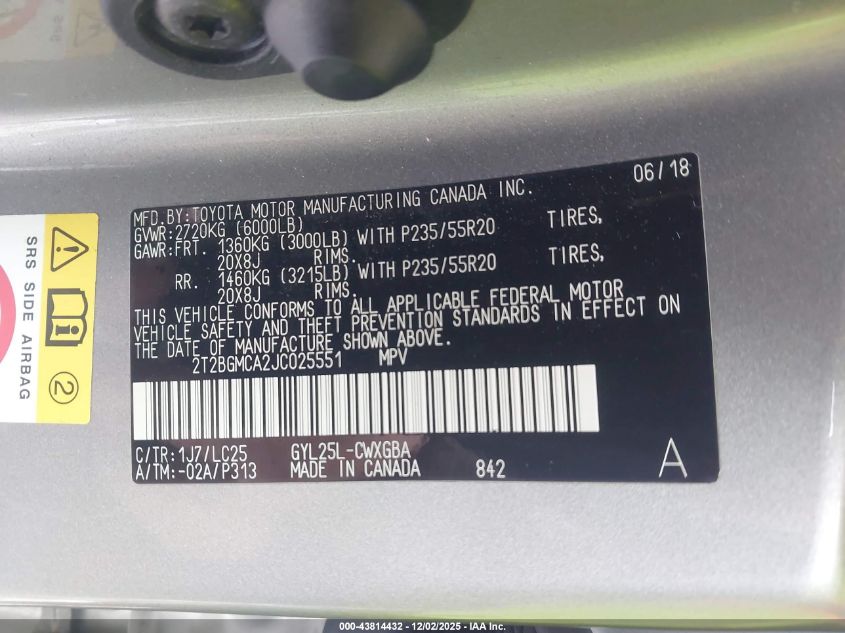 06/18
MFD.BY:TOYOTA MOTOR MANUFACTURING CANADA INC.
GVWR:2720KG (6000LB)
GAWR:FRT. 1360KG (3000LB) WITH P235/55R20 TIRES,
20X8J RIMS.
RR. 1460KG (3215LB) WITH P235/55R20 TIRES,
20X8J RIMS.
THIS VEHICLE CONFORMS TO ALL APPLICABLE FEDERAL MOTOR
VEHICLE SAFETY AND THEFT PREVENTION STANDARDS IN EFFECT ON
THE DATE OF MANUFACTURE SHOWN ABOVE.
2T2BGMCA2JC025551 MPV
C/TR:1J7/LC25 GYL25L-CWXGBA
A/TM:-02A/P313 MADE IN CANADA 842 A
SRS SIDE AIRBAG
2
000-43814432 - 12/02/2025 - IAA Inc.